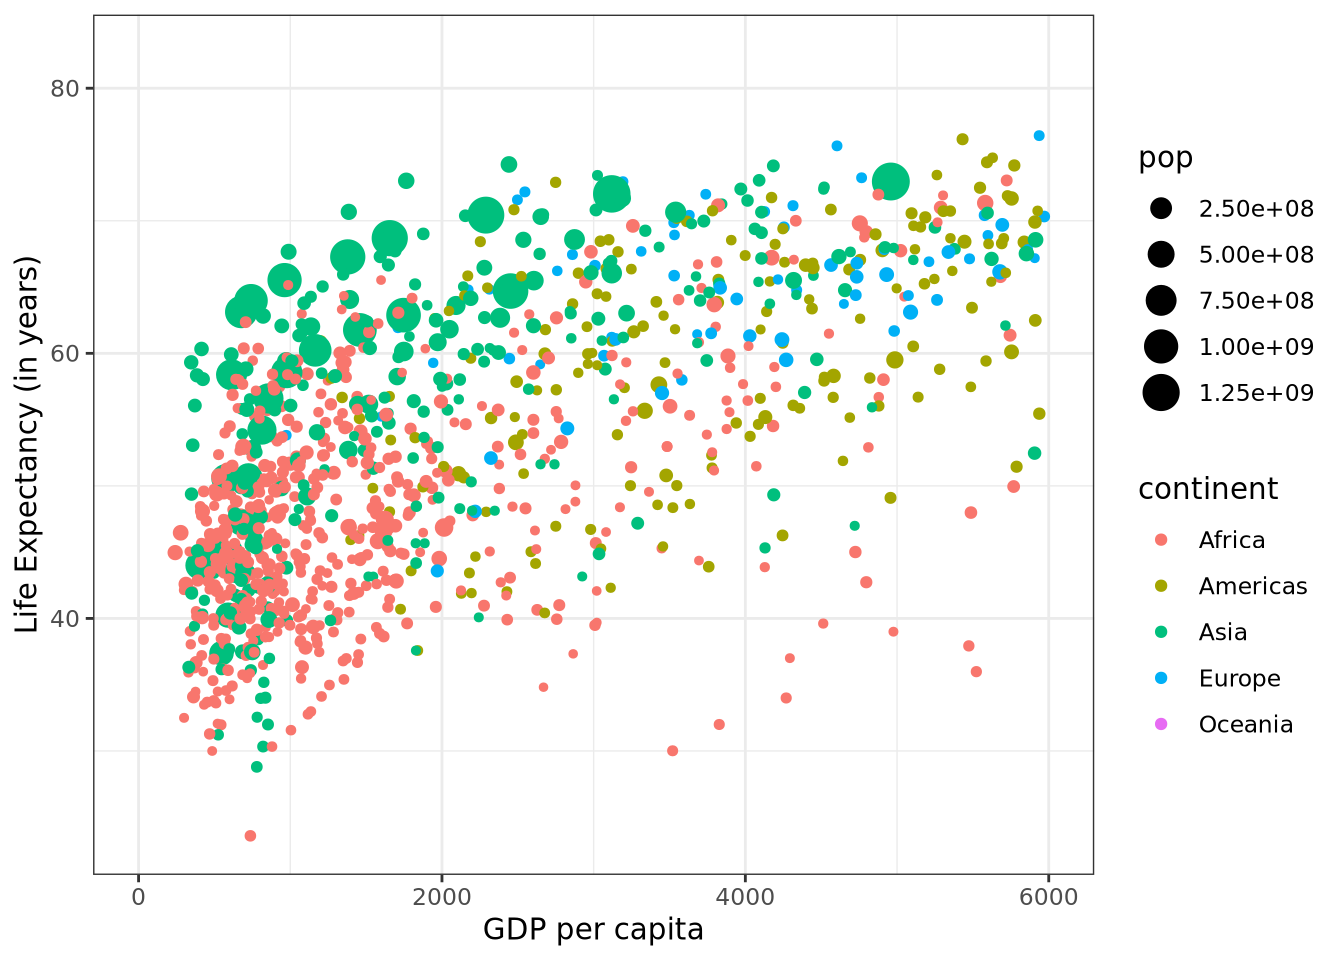 80
60
40
Life Expectancy (in years)
0
2000
4000
6000
GDP per capita
pop
2.50e+08
5.00e+08
7.50e+08
1.00e+09
1.25e+09
continent
Africa
Americas
Asia
Europe
Oceania